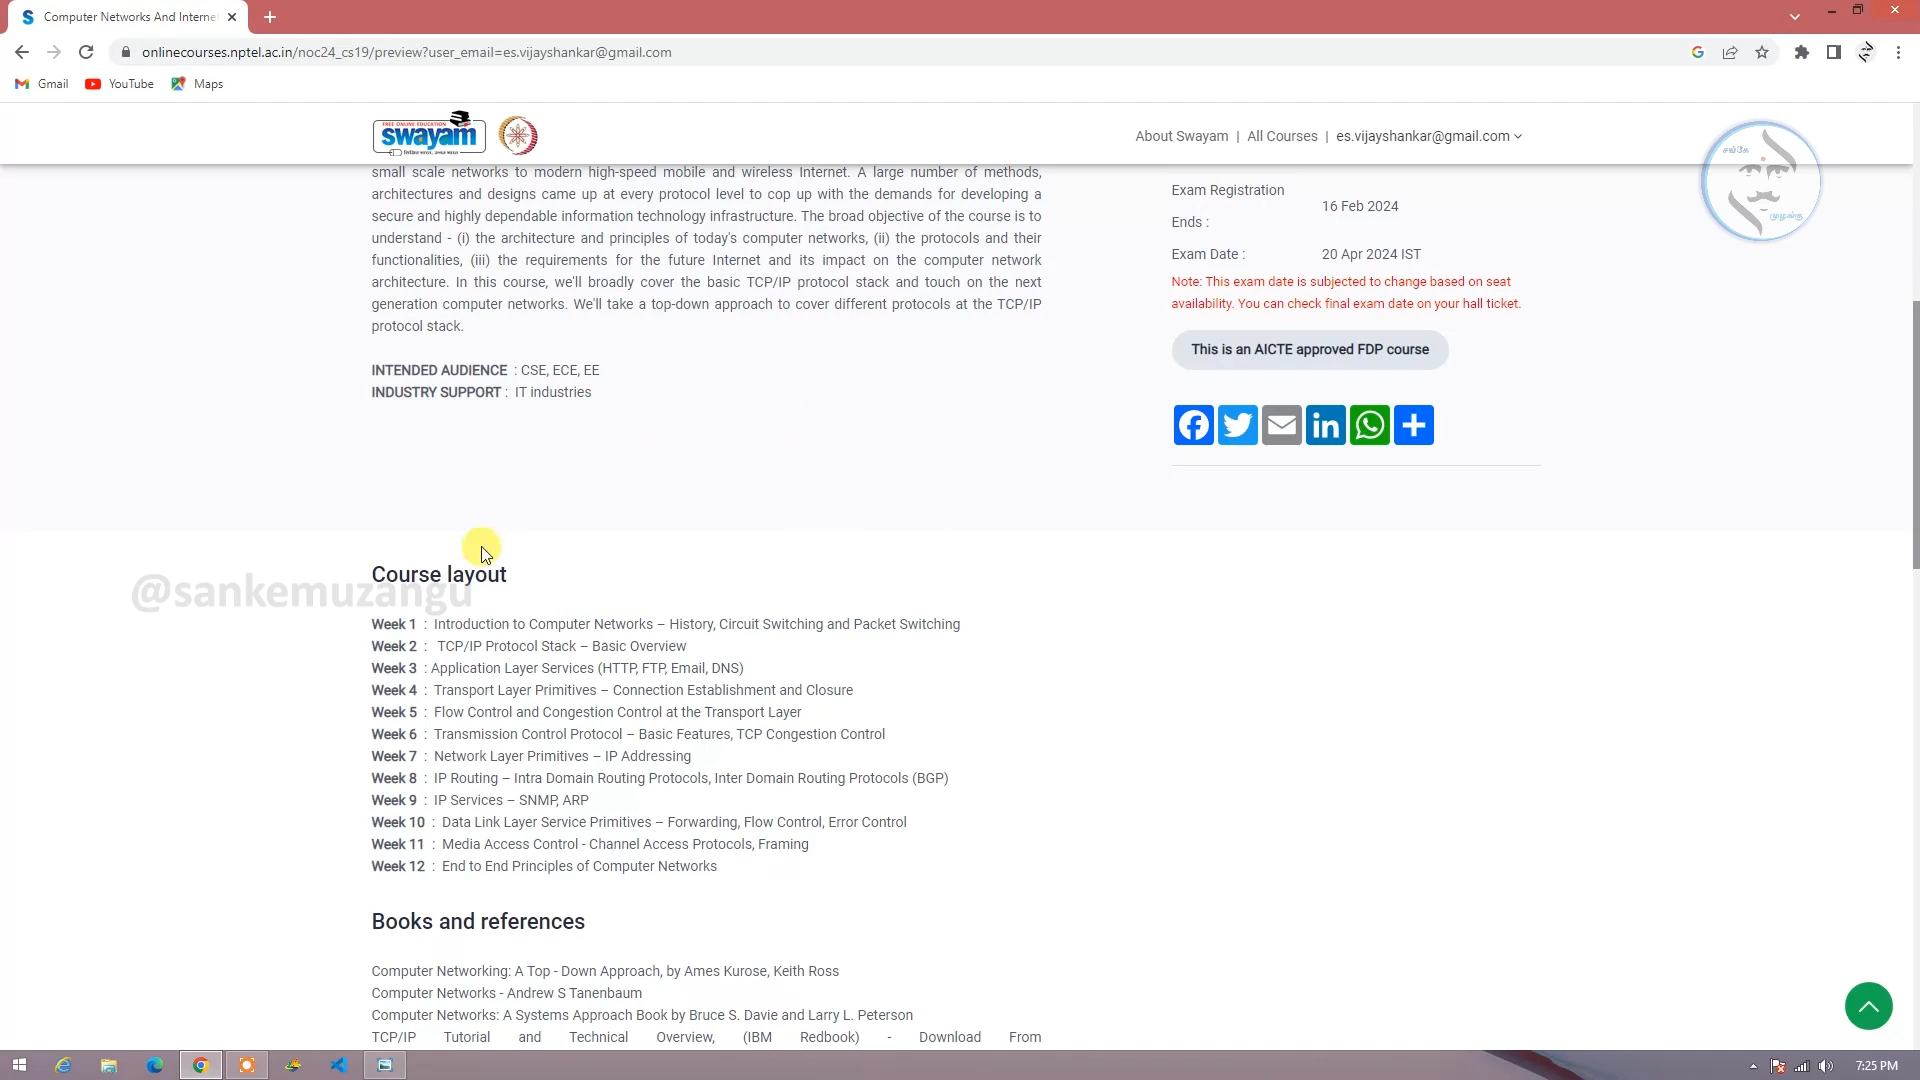 Computer Networks And Interne
onlinecourses.nptel.ac.in/noc24_cs19/preview?user_email=es.vijayshankar@gmail.com
Gmail
YouTube
Maps
FREE ONLINE EDUCATION
swayam
About Swayam | All Courses | es.vijayshankar@gmail.com
சங்கே
முழங்கு
small scale networks to modern high-speed mobile and wireless Internet. A large number of methods,
architectures and designs came up at every protocol level to cop up with the demands for developing a
secure and highly dependable information technology infrastructure. The broad objective of the course is to
understand - (i) the architecture and principles of today's computer networks, (ii) the protocols and their
functionalities, (iii) the requirements for the future Internet and its impact on the computer network
architecture. In this course, we'll broadly cover the basic TCP/IP protocol stack and touch on the next
generation computer networks. We'll take a top-down approach to cover different protocols at the TCP/IP
protocol stack.
INTENDED AUDIENCE : CSE, ECE, EE
INDUSTRY SUPPORT : IT industries
Exam Registration
Ends :
16 Feb 2024
Exam Date :
20 Apr 2024 IST
Note: This exam date is subjected to change based on seat
availability. You can check final exam date on your hall ticket.
This is an AICTE approved FDP course
Course layout
@sankemuzangu
Week 1 : Introduction to Computer Networks – History, Circuit Switching and Packet Switching
Week 2 : TCP/IP Protocol Stack – Basic Overview
Week 3 : Application Layer Services (HTTP, FTP, Email, DNS)
Week 4 : Transport Layer Primitives – Connection Establishment and Closure
Week 5 : Flow Control and Congestion Control at the Transport Layer
Week 6 : Transmission Control Protocol – Basic Features, TCP Congestion Control
Week 7 : Network Layer Primitives – IP Addressing
Week 8 : IP Routing – Intra Domain Routing Protocols, Inter Domain Routing Protocols (BGP)
Week 9 : IP Services – SNMP, ARP
Week 10 : Data Link Layer Service Primitives – Forwarding, Flow Control, Error Control
Week 11 : Media Access Control - Channel Access Protocols, Framing
Week 12 : End to End Principles of Computer Networks
Books and references
Computer Networking: A Top - Down Approach, by Ames Kurose, Keith Ross
Computer Networks - Andrew S Tanenbaum
Computer Networks: A Systems Approach Book by Bruce S. Davie and Larry L. Peterson
TCP/IP Tutorial and Technical Overview, (IBM Redbook) - Download From
7:25 PM